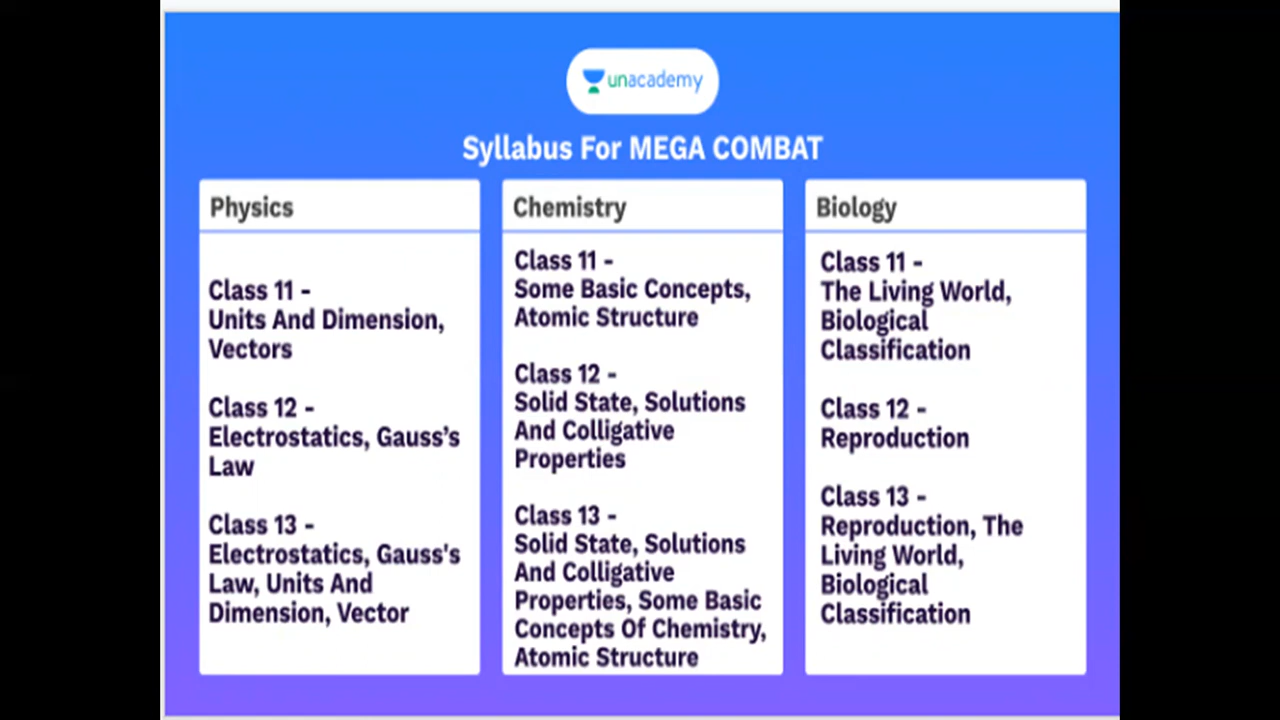 unacademy
Syllabus For MEGA COMBAT
Physics
Class 11 -
Units And Dimension,
Vectors
Class 12 -
Electrostatics, Gauss’s
Law
Class 13 -
Electrostatics, Gauss's
Law, Units And
Dimension, Vector
Chemistry
Class 11 -
Some Basic Concepts,
Atomic Structure
Class 12 -
Solid State, Solutions
And Colligative
Properties
Class 13 -
Solid State, Solutions
And Colligative
Properties, Some Basic
Concepts Of Chemistry,
Atomic Structure
Biology
Class 11 -
The Living World,
Biological
Classification
Class 12 -
Reproduction
Class 13 -
Reproduction, The
Living World,
Biological
Classification